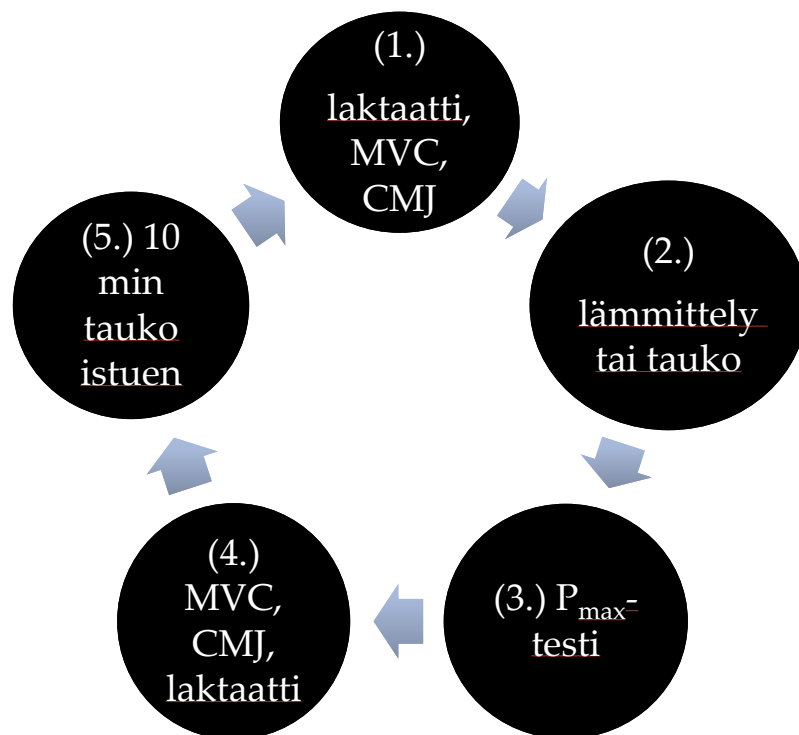 (1.)
laktaatti,
MVC,
CMJ
(2.)
lämmittely
tai tauko
(3.) Pmax-
testi
(4.)
MVC,
CMJ,
laktaatti
(5.) 10
min
tauko
istuen